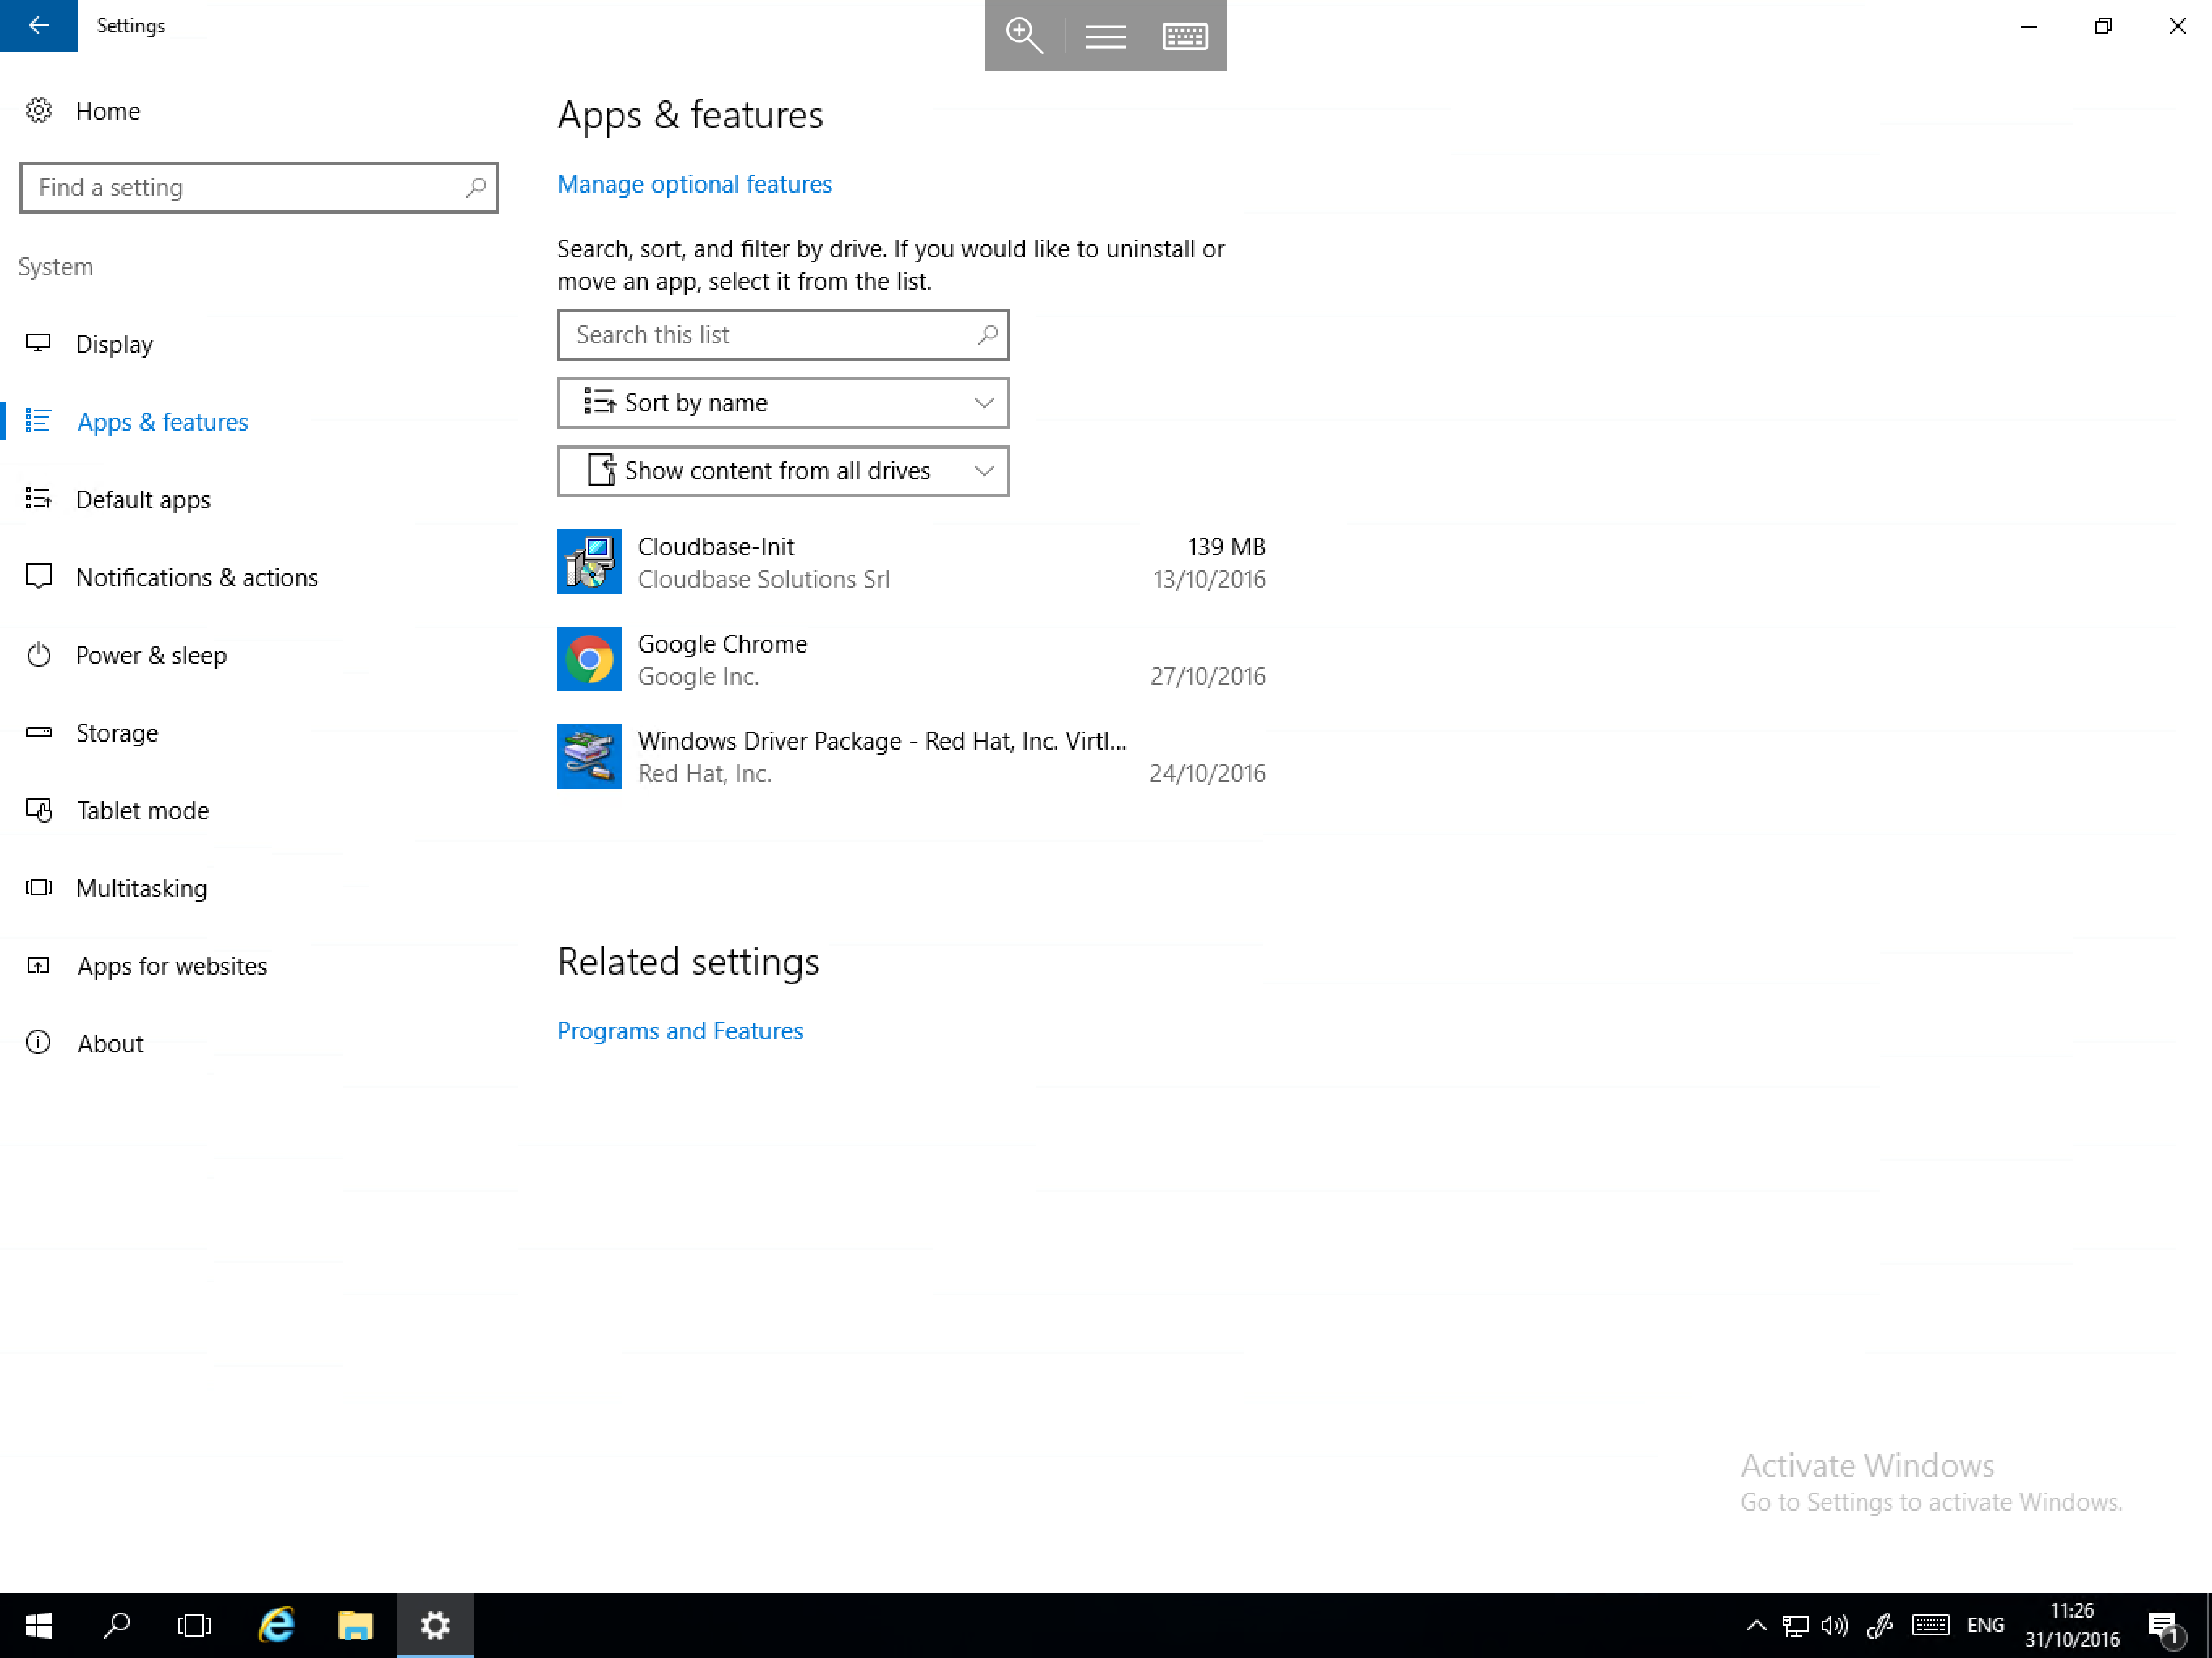 Settings
Home
Find a setting
System
Display
Apps & features
Default apps
Notifications & actions
Power & sleep
Storage
Tablet mode
Multitasking
Apps for websites
About
Apps & features
Manage optional features
Search, sort, and filter by drive. If you would like to uninstall or
move an app, select it from the list.
Search this list
Sort by name
Show content from all drives
Cloudbase-Init 139 MB
Cloudbase Solutions Srl 13/10/2016
Google Chrome
Google Inc. 27/10/2016
Windows Driver Package - Red Hat, Inc. Virtl...
Red Hat, Inc. 24/10/2016
Related settings
Programs and Features
Activate Windows
Go to Settings to activate Windows.
ENG
11:26
31/10/2016
1